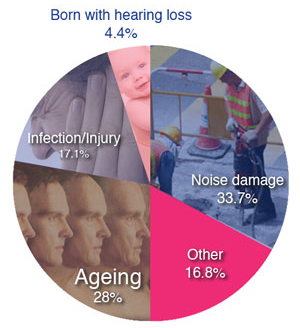 Born with hearing loss
4.4%
Infection/Injury
17.1%
Noise damage
33.7%
Other
16.8%
Ageing
28%